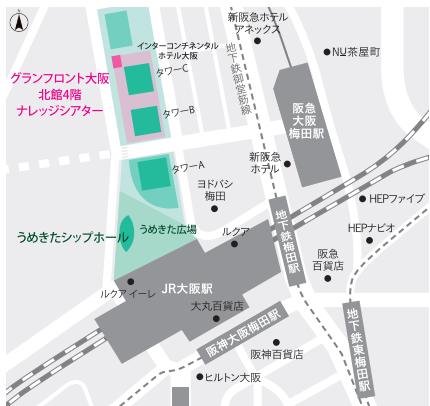 新阪急ホテル
アネックス
NU茶屋町
インターコンチネンタル
ホテル大阪
地下鉄御堂筋線
グランフロント大阪
北館4階
ナレッジシアター
タワーC
タワーB
阪急
大阪
梅田駅
タワーA
新阪急
ホテル
ヨドバシ
梅田
HEPファイブ
うめきた広場
うめきたシップホール
ルクア
地下鉄梅田駅
HEPナビオ
阪急
百貨店
JR大阪駅
ルクア イーレ
大丸百貨店
阪神大阪梅田駅
地下鉄東梅田駅
阪神百貨店
ヒルトン大阪